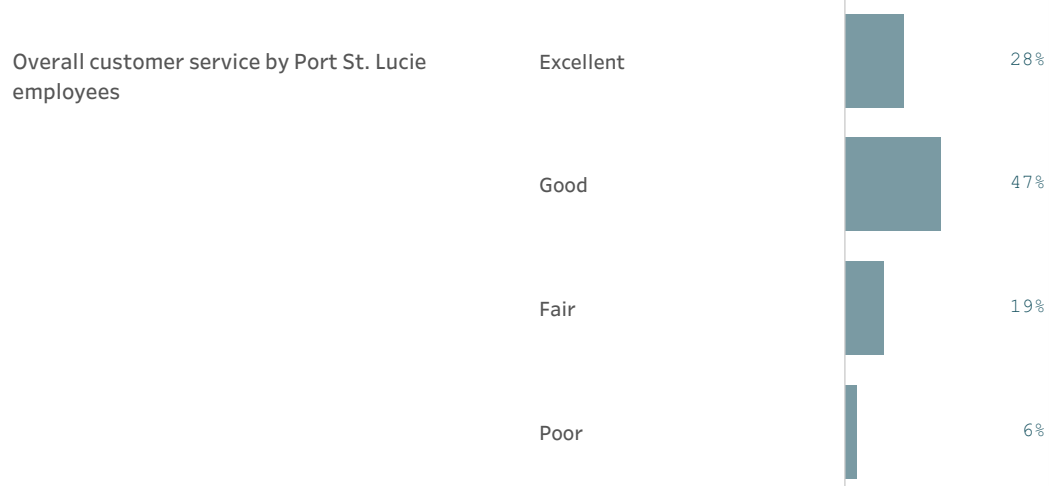 Overall customer service by Port St. Lucie
employees
Excellent 28%
Good 47%
Fair 19%
Poor 6%